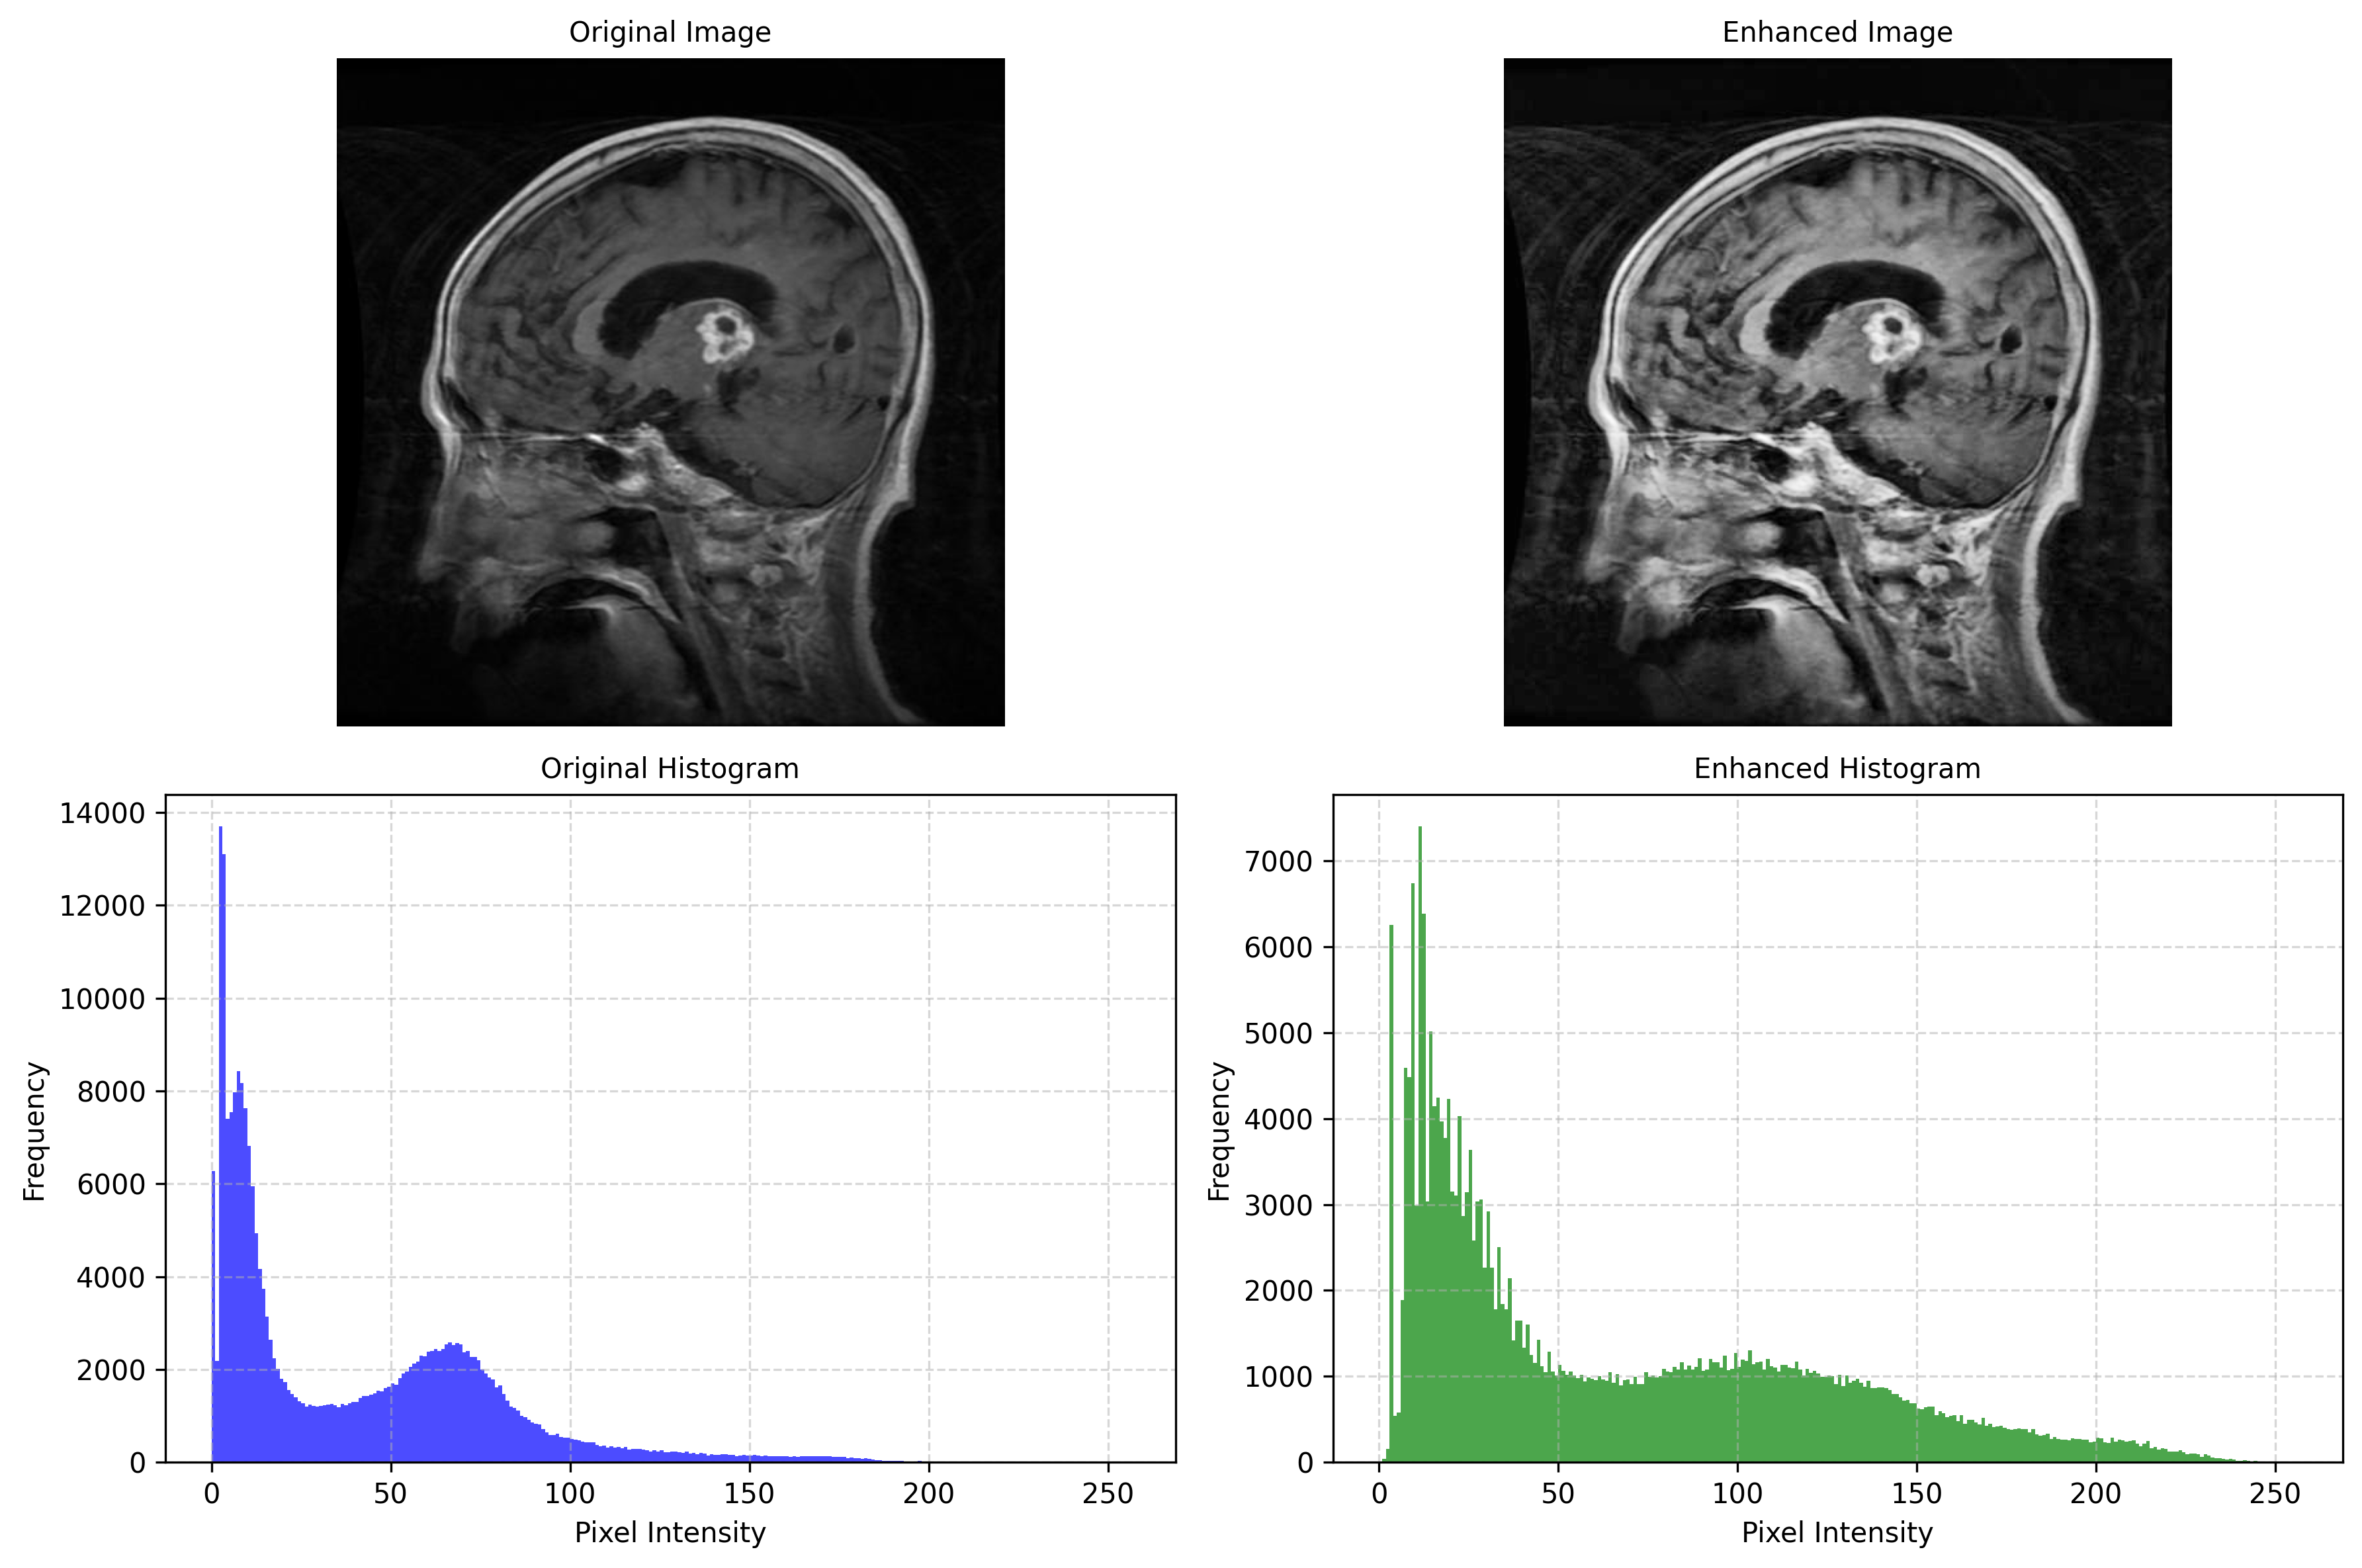 Original Image
Enhanced Image
Original Histogram
14000
12000
10000
8000
6000
4000
2000
0
Frequency
0 50 100 150 200 250
Pixel Intensity
Enhanced Histogram
7000
6000
5000
4000
3000
2000
1000
0
Frequency
0 50 100 150 200 250
Pixel Intensity